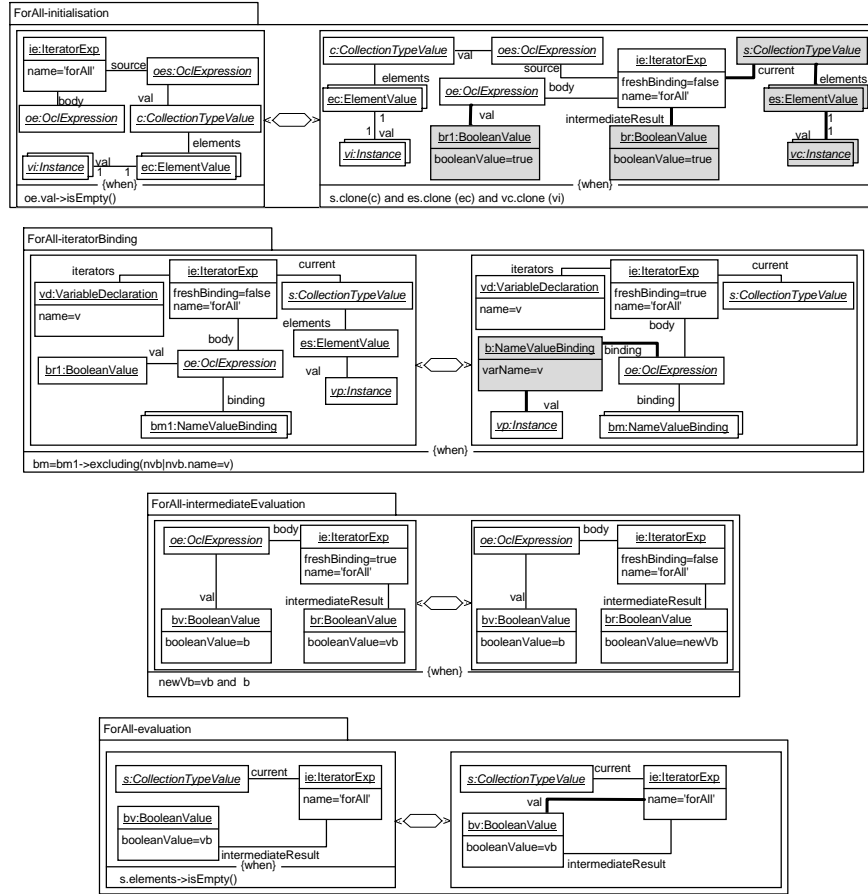 ForAll-initialisation
ie:IteratorExp
name='forAll'
source
oes:OclExpression
body
val
oe:OclExpression
c:CollectionTypeValue
elements
vi:Instance
val
1
1
ec:ElementValue
{when}
oe.val->isEmpty()
c:CollectionTypeValue
val
oes:OclExpression
ie:IteratorExp
s:CollectionTypeValue
source
current
elements
oe:OclExpression
body
freshBinding=false
name='forAll'
elements
ec:ElementValue
es:ElementValue
1
1
val
val
intermediateResult
1
1
val
vi:Instance
br1:BooleanValue
booleanValue=true
br:BooleanValue
booleanValue=true
vc:Instance
{when}
s.clone(c) and es.clone (ec) and vc.clone (vi)
ForAll-iteratorBinding
iterators
ie:IteratorExp
current
vd:VariableDeclaration
name=v
freshBinding=false
name='forAll'
s:CollectionTypeValue
body
elements
es:ElementValue
val
br1:BooleanValue
oe:OclExpression
val
vp:Instance
binding
bm1:NameValueBinding
iterators
ie:IteratorExp
current
vd:VariableDeclaration
name=v
freshBinding=true
name='forAll'
s:CollectionTypeValue
body
b:NameValueBinding
varName=v
binding
oe:OclExpression
val
binding
vp:Instance
bm:NameValueBinding
{when}
bm=bm1->excluding(nvb|nvb.name=v)
ForAll-intermediateEvaluation
oe:OclExpression
body
ie:IteratorExp
freshBinding=true
name='forAll'
val
intermediateResult
bv:BooleanValue
booleanValue=b
br:BooleanValue
booleanValue=vb
oe:OclExpression
body
ie:IteratorExp
freshBinding=false
name='forAll'
val
intermediateResult
bv:BooleanValue
booleanValue=b
br:BooleanValue
booleanValue=newVb
{when}
newVb=vb and b
ForAll-evaluation
s:CollectionTypeValue
current
ie:IteratorExp
name='forAll'
bv:BooleanValue
booleanValue=vb
intermediateResult
{when}
s.elements->isEmpty()
s:CollectionTypeValue
current
ie:IteratorExp
name='forAll'
val
bv:BooleanValue
booleanValue=vb
intermediateResult